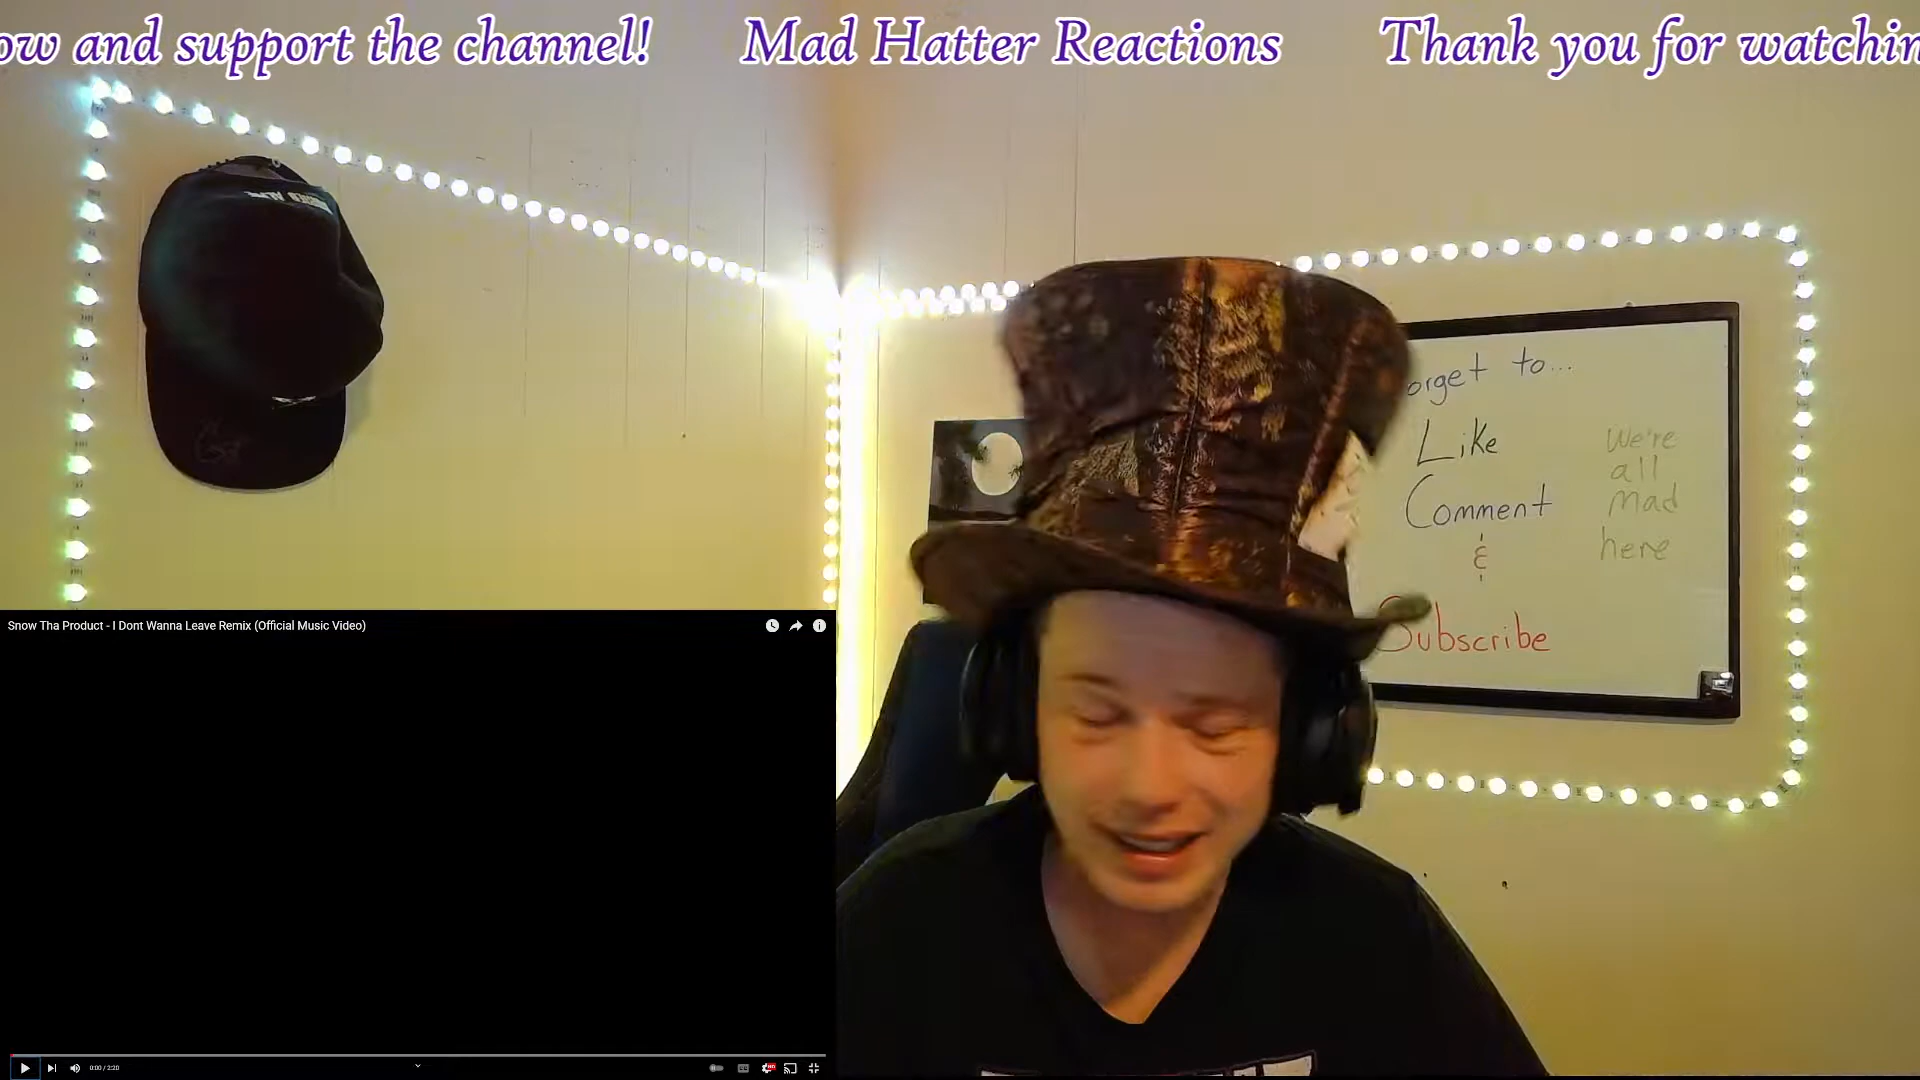 ow and support the channel! Mad Hatter Reactions Thank you for watchin
orget to...
Like
Comment
&
Subscribe
We're
all
mad
here
Snow Tha Product - I Dont Wanna Leave Remix (Official Music Video)
0:00 / 2:20